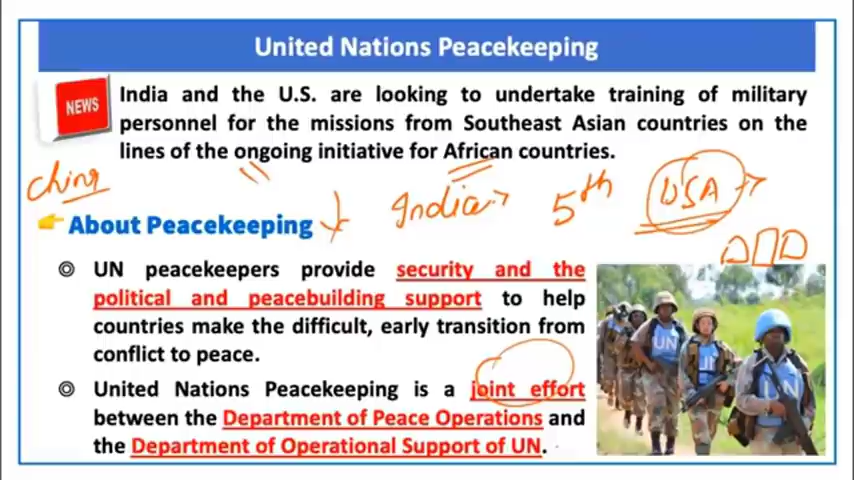 United Nations Peacekeeping
NEWS
India and the U.S. are looking to undertake training of military
personnel for the missions from Southeast Asian countries on the
lines of the ongoing initiative for African countries.
China
India
5th
USA
About Peacekeeping
UN peacekeepers provide security and the
political and peacebuilding support to help
countries make the difficult, early transition from
conflict to peace.
United Nations Peacekeeping is a joint effort
between the Department of Peace Operations and
the Department of Operational Support of UN.
UN
UN
UN